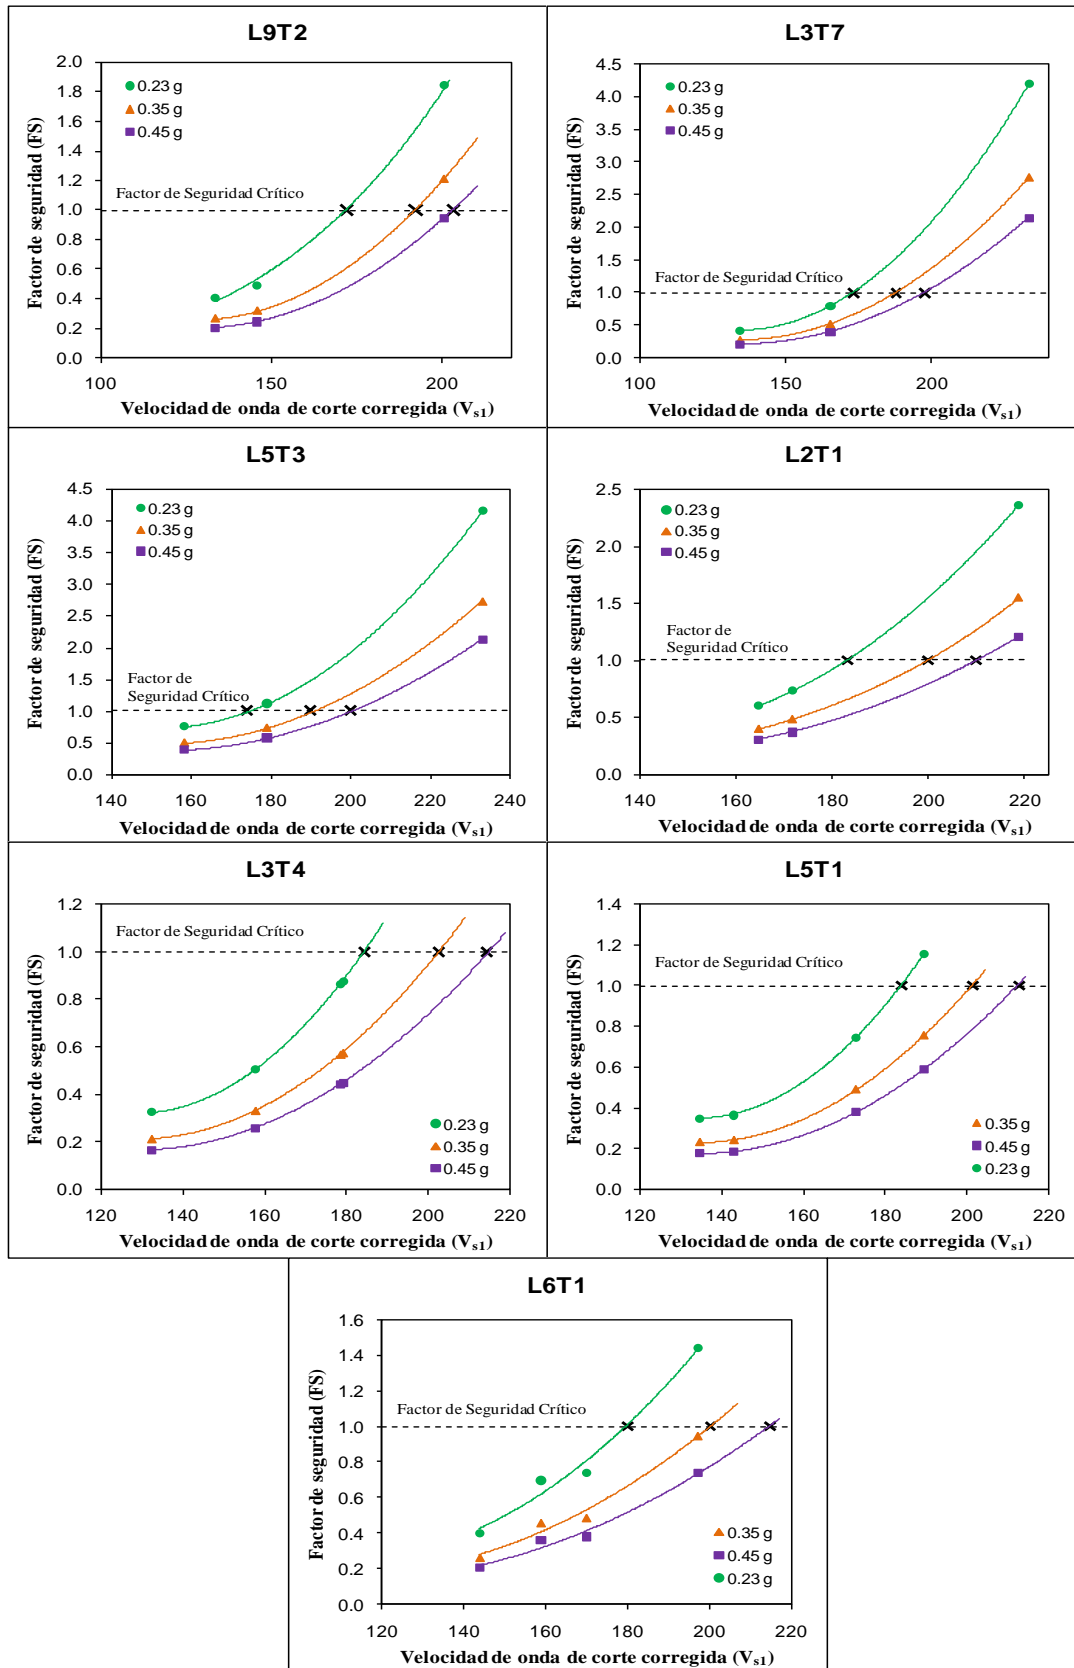 L9T2
2.0
1.8
1.6
1.4
1.2
1.0
0.8
0.6
0.4
0.2
0.0
0.23 g
0.35 g
0.45 g
Factor de Seguridad Crítico
Factor de seguridad (FS)
100 150 200
Velocidad de onda de corte corregida (Vs1)
L3T7
4.5
4.0
3.5
3.0
2.5
2.0
1.5
1.0
0.5
0.0
0.23 g
0.35 g
0.45 g
Factor de Seguridad Crítico
Factor de seguridad (FS)
100 150 200
Velocidad de onda de corte corregida (Vs1)
L5T3
4.5
4.0
3.5
3.0
2.5
2.0
1.5
1.0
0.5
0.0
0.23 g
0.35 g
0.45 g
Factor de
Seguridad Crítico
Factor de seguridad (FS)
140 160 180 200 220 240
Velocidad de onda de corte corregida (Vs1)
L2T1
2.5
2.0
1.5
1.0
0.5
0.0
0.23 g
0.35 g
0.45 g
Factor de
Seguridad Crítico
Factor de seguridad (FS)
140 160 180 200 220
Velocidad de onda de corte corregida (Vs1)
L3T4
1.2
1.0
0.8
0.6
0.4
0.2
0.0
Factor de Seguridad Crítico
0.23 g
0.35 g
0.45 g
Factor de seguridad (FS)
120 140 160 180 200 220
Velocidad de onda de corte corregida (Vs1)
L5T1
1.4
1.2
1.0
0.8
0.6
0.4
0.2
0.0
Factor de Seguridad Crítico
0.35 g
0.45 g
0.23 g
Factor de seguridad (FS)
120 140 160 180 200 220
Velocidad de onda de corte corregida (Vs1)
L6T1
1.6
1.4
1.2
1.0
0.8
0.6
0.4
0.2
0.0
Factor de Seguridad Crítico
0.35 g
0.45 g
0.23 g
Factor de seguridad (FS)
120 140 160 180 200 220
Velocidad de onda de corte corregida (Vs1)